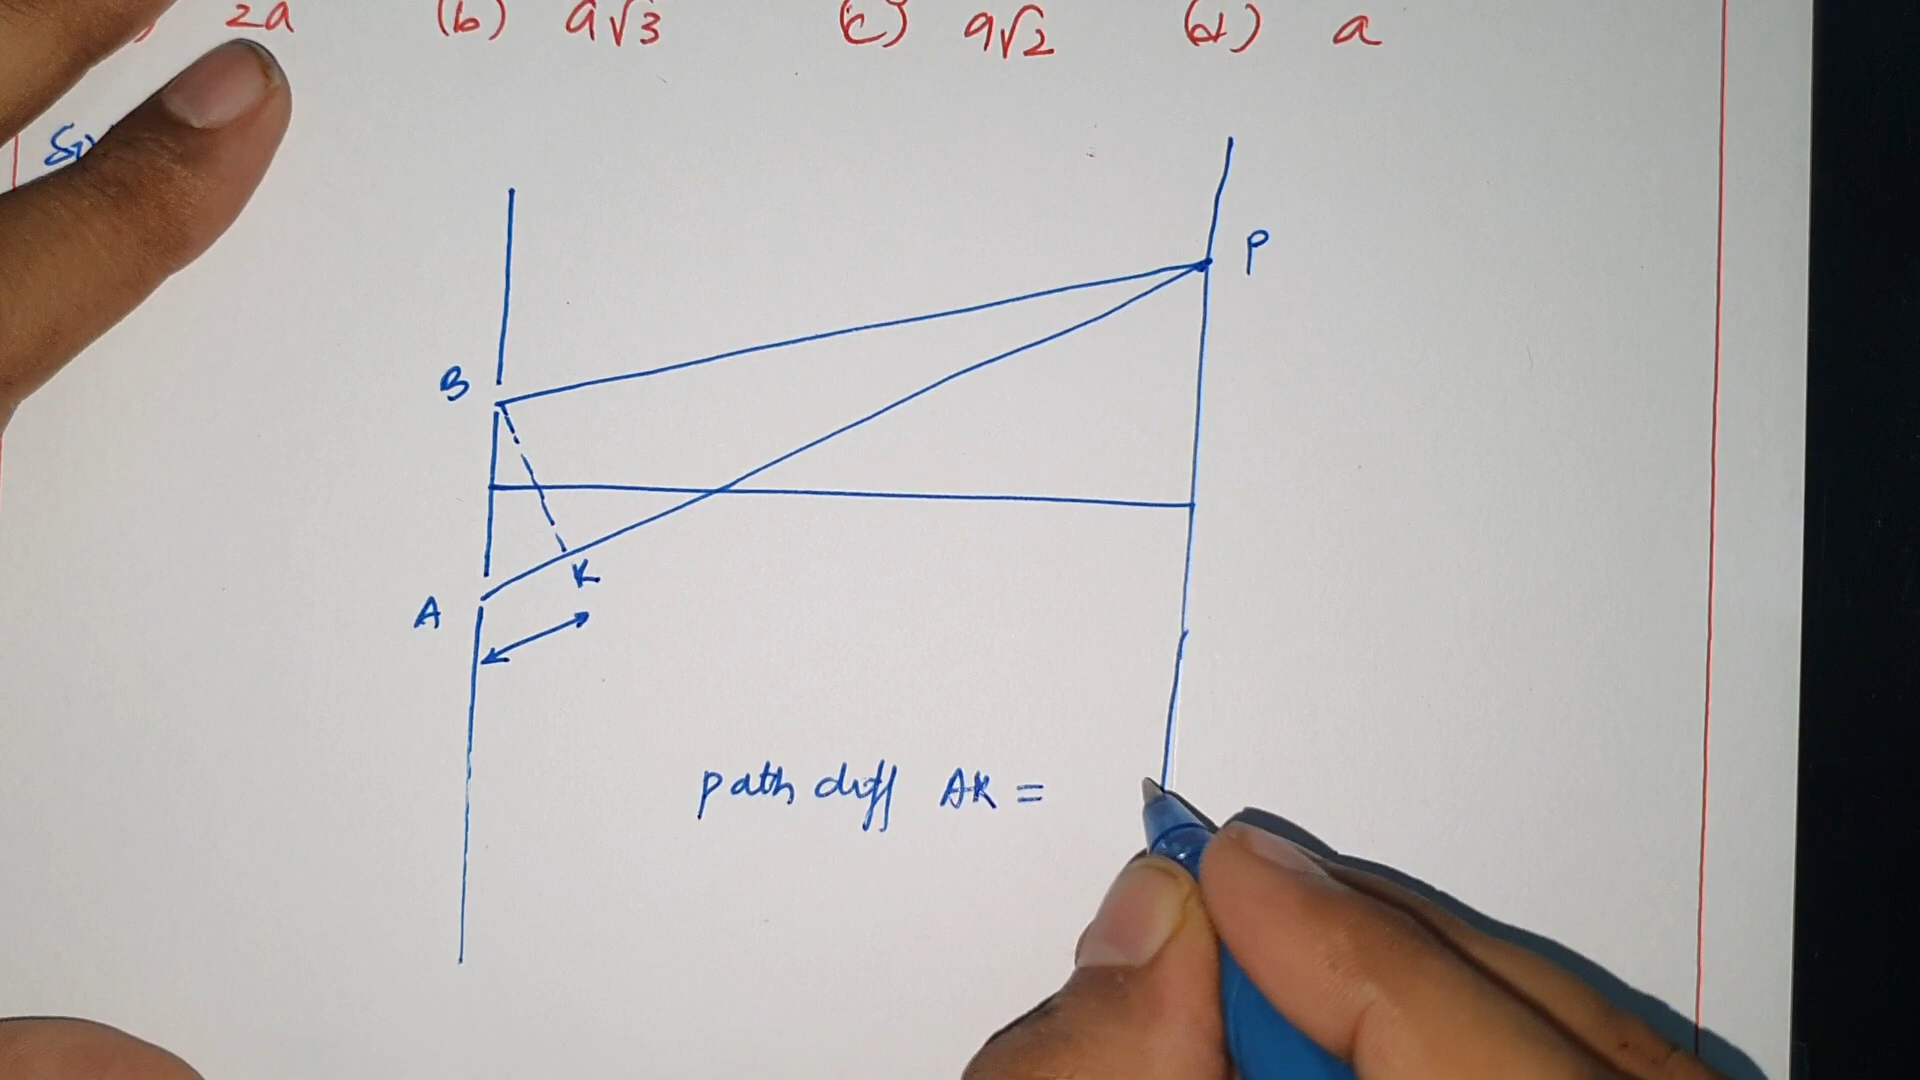 2a (b) a√3 (c) a√2 (d) a
P
B
K
A
path diff AK =